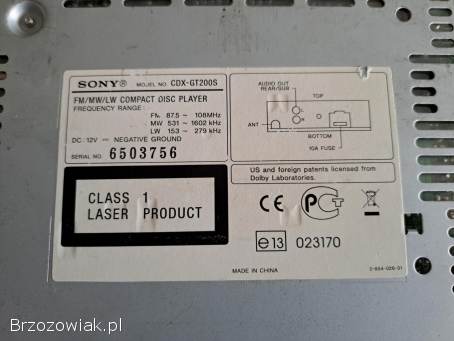 SONY® MODEL NO. CDX-GT200S
FM/MW/LW COMPACT DISC PLAYER
FREQUENCY RANGE:
FM 87.5 ~ 108MHz
MW 531 ~ 1602 kHz
LW 153 ~ 279 kHz
DC: 12V ⎓ NEGATIVE GROUND
SERIAL NO. 6503756
AUDIO OUT
REAR/SUB
TOP
ANT
BOTTOM
10A FUSE
US and foreign patents licensed from
Dolby Laboratories.
CLASS 1
LASER PRODUCT
CE
e 13 023170
MADE IN CHINA
Brzozowiak.pl